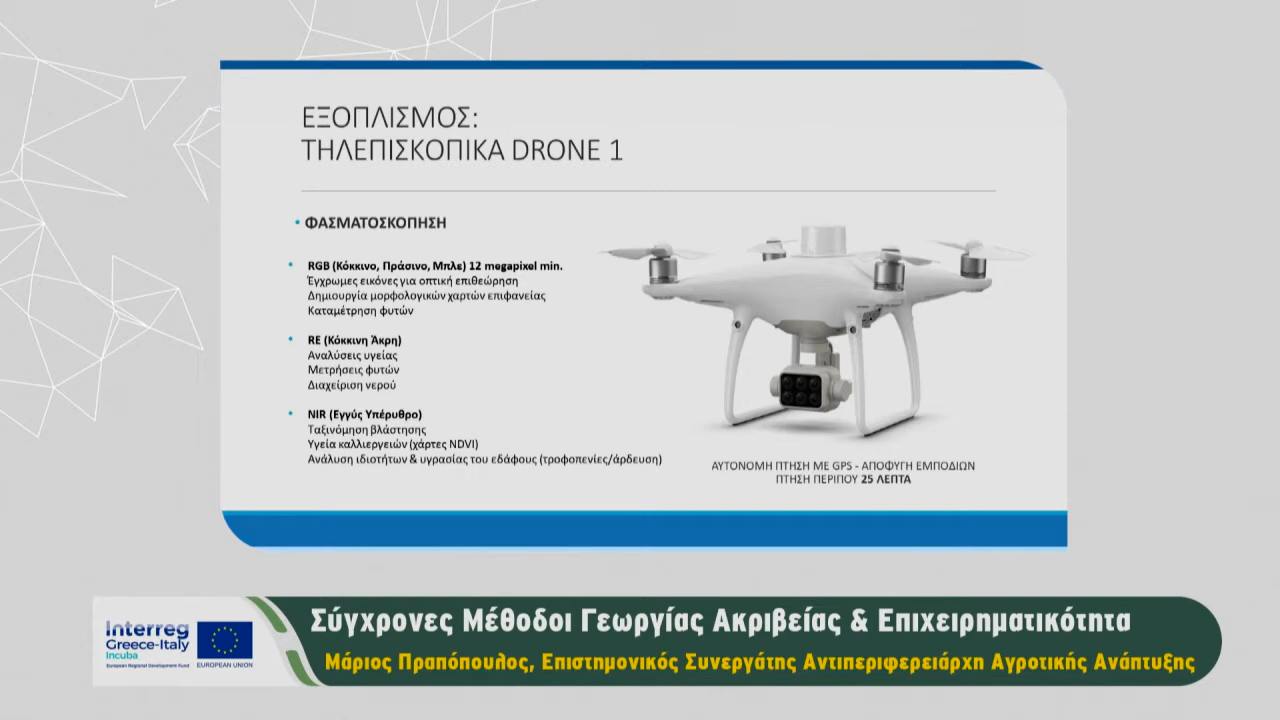 ΕΞΟΠΛΙΣΜΟΣ:
ΤΗΛΕΠΙΣΚΟΠΙΚΑ DRONE 1
• ΦΑΣΜΑΤΟΣΚΟΠΗΣΗ
• RGB (Κόκκινο, Πράσινο, Μπλε) 12 megapixel min.
Έγχρωμες εικόνες για οπτική επιθεώρηση
Δημιουργία μορφολογικών χαρτών επιφανείας
Καταμέτρηση φυτών
• RE (Κόκκινη Άκρη)
Αναλύσεις υγείας
Μετρήσεις φυτών
Διαχείριση νερού
• NIR (Εγγύς Υπέρυθρο)
Ταξινόμηση βλάστησης
Υγεία καλλιεργειών (χάρτες NDVI)
Ανάλυση ιδιοτήτων & υγρασίας του εδάφους (τροφοπενίες/άρδευση)
ΑΥΤΟΝΟΜΗ ΠΤΗΣΗ ΜΕ GPS - ΑΠΟΦΥΓΗ ΕΜΠΟΔΙΩΝ
ΠΤΗΣΗ ΠΕΡΙΠΟΥ 25 ΛΕΠΤΑ
Interreg
Greece-Italy
Incuba
European Regional Development Fund
EUROPEAN UNION
Σύγχρονες Μέθοδοι Γεωργίας Ακριβείας & Επιχειρηματικότητα
Μάριος Πραπόπουλος, Επιστημονικός Συνεργάτης Αντιπεριφερειάρχη Αγροτικής Ανάπτυξης